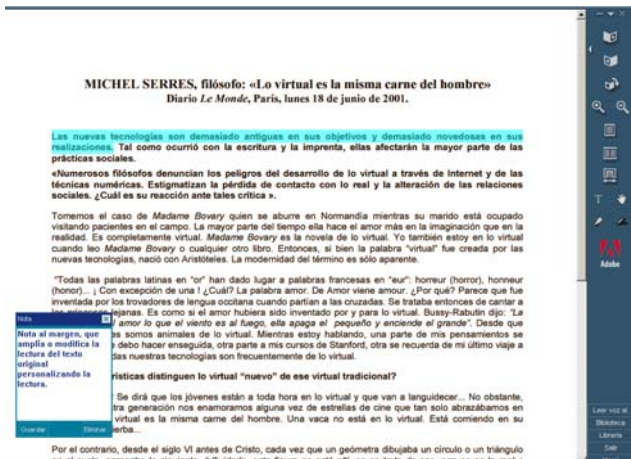 MICHEL SERRES, filósofo: «Lo virtual es la misma carne del hombre»
Diario Le Monde, París, lunes 18 de junio de 2001.
Las nuevas tecnologías son demasiado antiguas en sus objetivos y demasiado novedosas en sus
realizaciones. Tal como ocurrió con la escritura y la imprenta, ellas afectarán la mayor parte de las
prácticas sociales.
«Numerosos filósofos denuncian los peligros del desarrollo de lo virtual a través de Internet y de las
técnicas numéricas. Estigmatizan la pérdida de contacto con lo real y la alteración de las relaciones
sociales. ¿Cuál es su reacción ante tales crítica ».
Tomemos el caso de Madame Bovary quien se aburre en Normandía mientras su marido está ocupado
visitando pacientes en el campo. La mayor parte del tiempo ella hace el amor más en la imaginación que en la
realidad. Es completamente virtual. Madame Bovary es la novela de lo virtual. Yo también estoy en lo virtual
cuando leo Madame Bovary o cualquier otro libro. Entonces, si bien la palabra "virtual" fue creada por las
nuevas tecnologías, nació con Aristóteles. La modernidad del término es sólo aparente.
"Todas las palabras latinas en "or" han dado lugar a palabras francesas en "eur": horreur (horror), honneur
(honor)... ¡ Con excepción de una ! ¿Cuál? La palabra amor. De Amor viene amour. ¿Por qué? Parece que fue
inventada por los trovadores de lengua occitana cuando partían a las cruzadas. Se trataba entonces de cantar a
lejanas. Es como si el amor hubiera sido inventado por y para lo virtual. Bussy-Rabutin dijo: "La
amor lo que el viento es al fuego, ella apaga el pequeño y enciende el grande". Desde que
somos animales de lo virtual. Mientras estoy hablando, una parte de mis pensamientos se
debo hacer enseguida, otra parte a mis cursos de Stanford, otra se recuerda de mi último viaje a
das nuestras tecnologías son frecuentemente de lo virtual.
rísticas distinguen lo virtual "nuevo" de ese virtual tradicional?
Se dirá que los jóvenes están a toda hora en lo virtual y que van a languidecer... No obstante,
tra generación nos enamoramos alguna vez de estrellas de cine que tan solo abrazábamos en
virtual es la misma carne del hombre. Una vaca no está en lo virtual. Está comiendo en su
ierba...
Por el contrario, desde el siglo VI antes de Cristo, cada vez que un geómetra dibujaba un círculo o un triángulo
Nota
Nota al margen, que
amplía o modifica la
lectura del texto
original
personalizando la
lectura.
Guardar Eliminar
T
Adobe
Leer voz al
Biblioteca
Librería
Salir